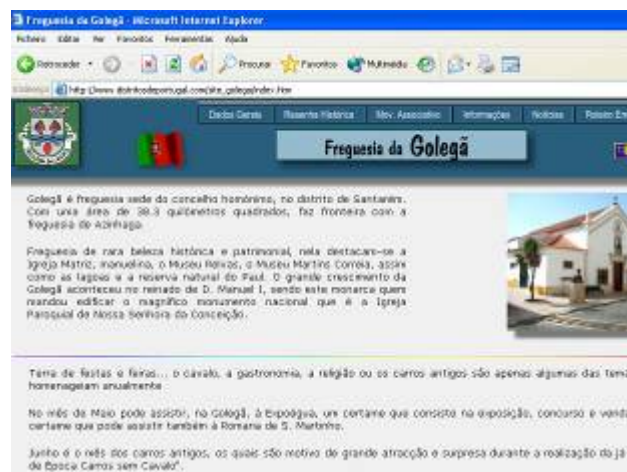 Freguesia da Golegã - Microsoft Internet Explorer
Ficheiro Editar Ver Favoritos Ferramentas Ajuda
Retroceder Procurar Favoritos Multimédia
http://www.distritosdeportugal.com/site_golega/index.htm
Dados Gerais Resenha Histórica Mov. Associativo Informações Notícias Roteiro Em
Freguesia da Golegã
Golegã é freguesia sede do concelho homónimo, no distrito de Santarém.
Com uma área de 38.3 quilómetros quadrados, faz fronteira com a
freguesia de Azinhaga.
Freguesia de rara beleza histórica e patrimonial, nela destacam-se a
Igreja Matriz, manuelina, o Museu Relvas, o Museu Martins Correia, assim
como as lagoas e a reserva natural do Paul. O grande crescimento da
Golegã aconteceu no reinado de D. Manuel I, sendo este monarca quem
mandou edificar o magnífico monumento nacional que é a Igreja
Paroquial de Nossa Senhora da Conceição.
Terra de festas e feiras... o cavalo, a gastronomia, a religião ou os carros antigos são apenas algumas das tema
homenageiam anualmente
No mês de Maio pode assistir, na Golegã, à Expoégua, um certame que consiste na exposição, concurso e venda
certame que pode assistir também à Romaria de S. Martinho.
Junho é o mês dos carros antigos, os quais são motivo de grande atracção e surpresa durante a realização da já
de Época Carros sem Cavalo".